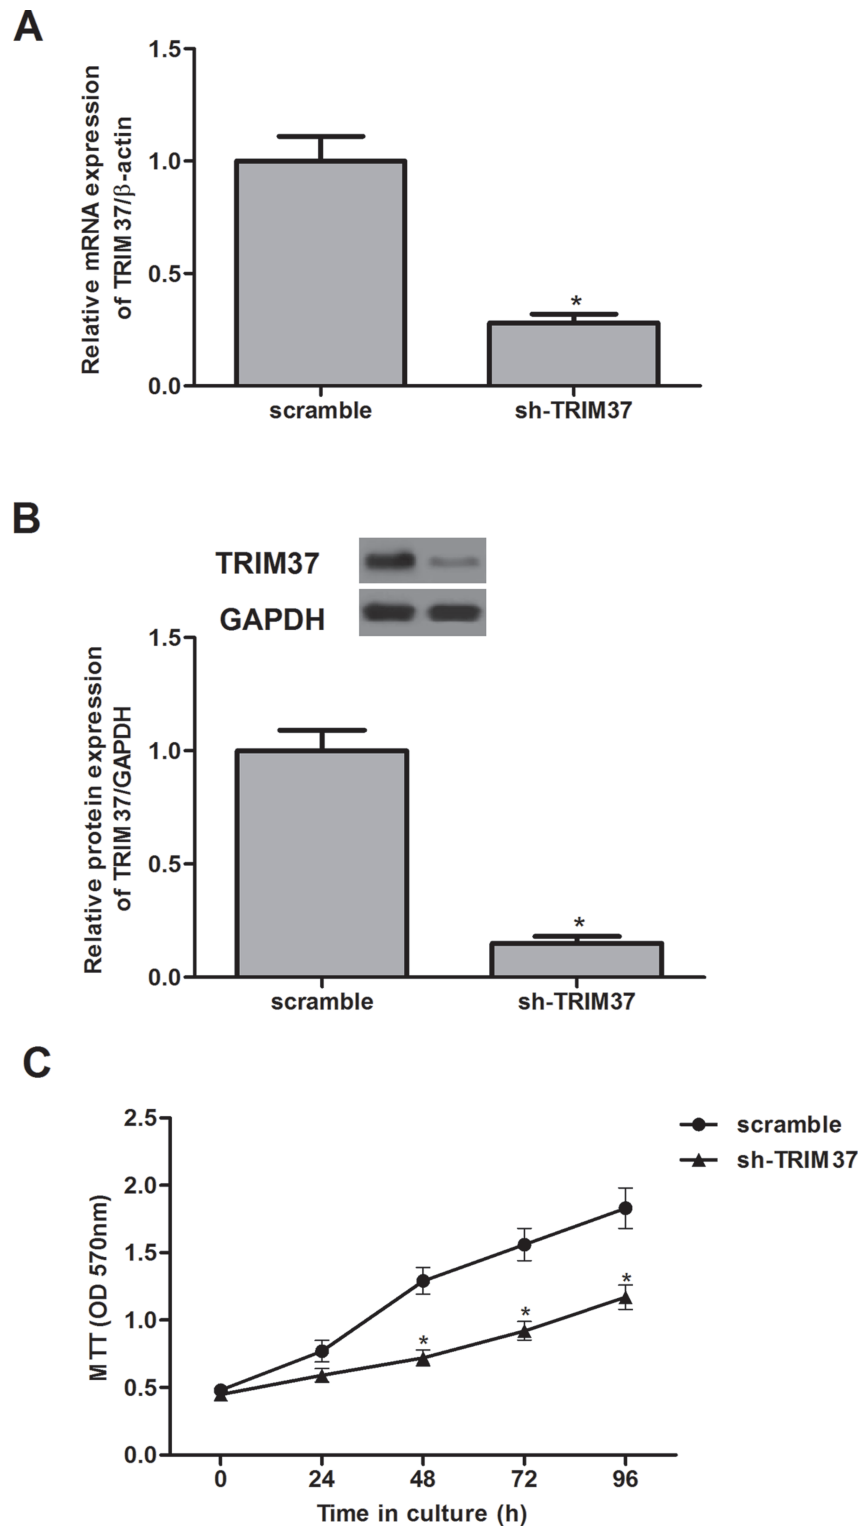 A
Relative mRNA expression
of TRIM37/β-actin
1.5
1.0
0.5
0.0
*
scramble sh-TRIM37
B
TRIM37
GAPDH
Relative protein expression
of TRIM37/GAPDH
1.5
1.0
0.5
0.0
*
scramble sh-TRIM37
C
MTT (OD 570nm)
2.5
2.0
1.5
1.0
0.5
0.0
* * *
0 24 48 72 96
Time in culture (h)
scramble
sh-TRIM37